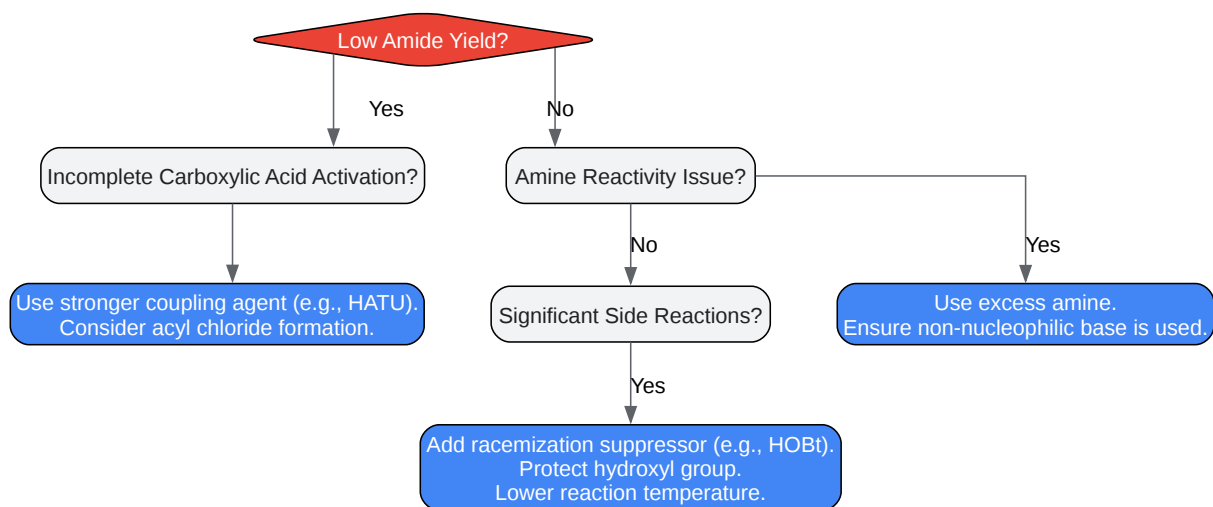 Low Amide Yield?
Yes
No
Incomplete Carboxylic Acid Activation?
Amine Reactivity Issue?
No
Yes
Use stronger coupling agent (e.g., HATU).
Consider acyl chloride formation.
Significant Side Reactions?
Use excess amine.
Ensure non-nucleophilic base is used.
Yes
Add racemization suppressor (e.g., HOBt).
Protect hydroxyl group.
Lower reaction temperature.